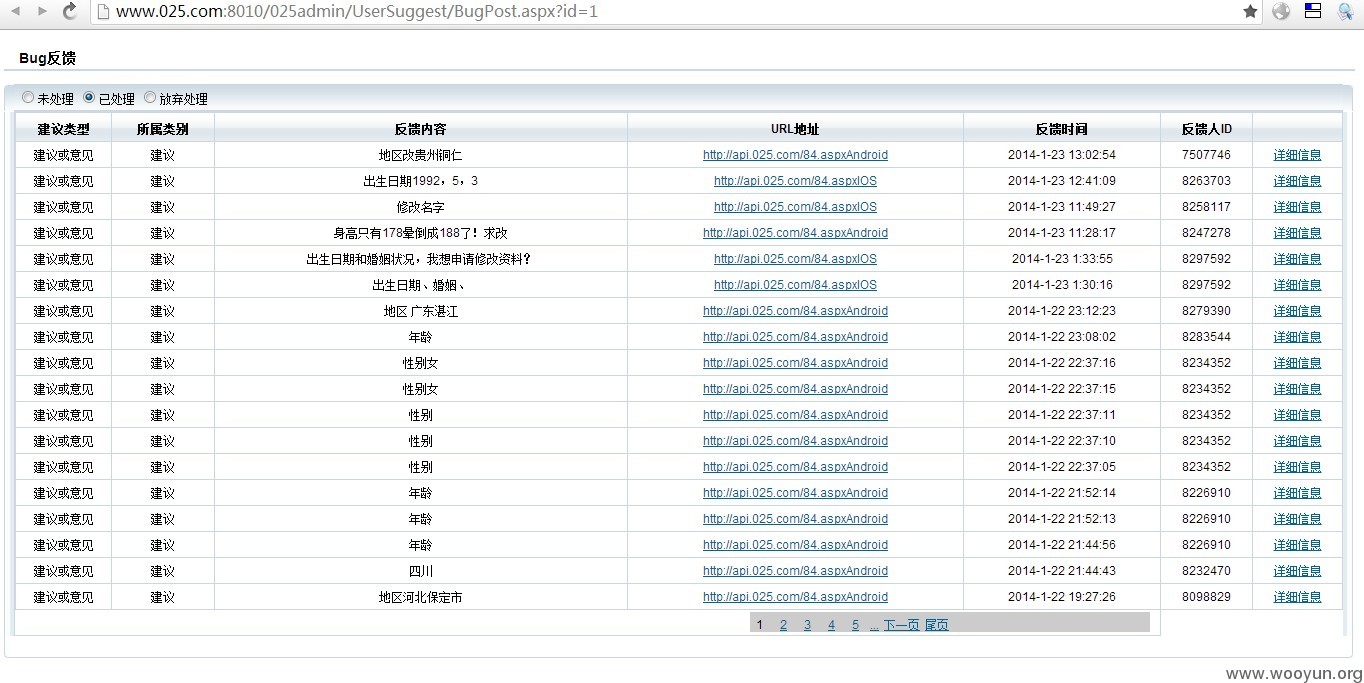 www.025.com:8010/025admin/UserSuggest/BugPost.aspx?id=1
Bug反馈
未处理 已处理 放弃处理
建议类型 所属类别 反馈内容 URL地址 反馈时间 反馈人ID
建议或意见 建议 地区改贵州铜仁 http://api.025.com/84.aspxAndroid 2014-1-23 13:02:54 7507746 详细信息
建议或意见 建议 出生日期1992，5，3 http://api.025.com/84.aspxIOS 2014-1-23 12:41:09 8263703 详细信息
建议或意见 建议 修改名字 http://api.025.com/84.aspxIOS 2014-1-23 11:49:27 8258117 详细信息
建议或意见 建议 身高只有178晕倒成188了！求改 http://api.025.com/84.aspxAndroid 2014-1-23 11:28:17 8247278 详细信息
建议或意见 建议 出生日期和婚姻状况，我想申请修改资料？ http://api.025.com/84.aspxIOS 2014-1-23 1:33:55 8297592 详细信息
建议或意见 建议 出生日期、婚姻、 http://api.025.com/84.aspxIOS 2014-1-23 1:30:16 8297592 详细信息
建议或意见 建议 地区 广东湛江 http://api.025.com/84.aspxAndroid 2014-1-22 23:12:23 8279390 详细信息
建议或意见 建议 年龄 http://api.025.com/84.aspxAndroid 2014-1-22 23:08:02 8283544 详细信息
建议或意见 建议 性别女 http://api.025.com/84.aspxAndroid 2014-1-22 22:37:16 8234352 详细信息
建议或意见 建议 性别女 http://api.025.com/84.aspxAndroid 2014-1-22 22:37:15 8234352 详细信息
建议或意见 建议 性别 http://api.025.com/84.aspxAndroid 2014-1-22 22:37:11 8234352 详细信息
建议或意见 建议 性别 http://api.025.com/84.aspxAndroid 2014-1-22 22:37:10 8234352 详细信息
建议或意见 建议 性别 http://api.025.com/84.aspxAndroid 2014-1-22 22:37:05 8234352 详细信息
建议或意见 建议 年龄 http://api.025.com/84.aspxAndroid 2014-1-22 21:52:14 8226910 详细信息
建议或意见 建议 年龄 http://api.025.com/84.aspxAndroid 2014-1-22 21:52:13 8226910 详细信息
建议或意见 建议 年龄 http://api.025.com/84.aspxAndroid 2014-1-22 21:44:56 8226910 详细信息
建议或意见 建议 四川 http://api.025.com/84.aspxAndroid 2014-1-22 21:44:43 8232470 详细信息
建议或意见 建议 地区河北保定市 http://api.025.com/84.aspxAndroid 2014-1-22 19:27:26 8098829 详细信息
1 2 3 4 5 ... 下一页 尾页
www.wooyun.org